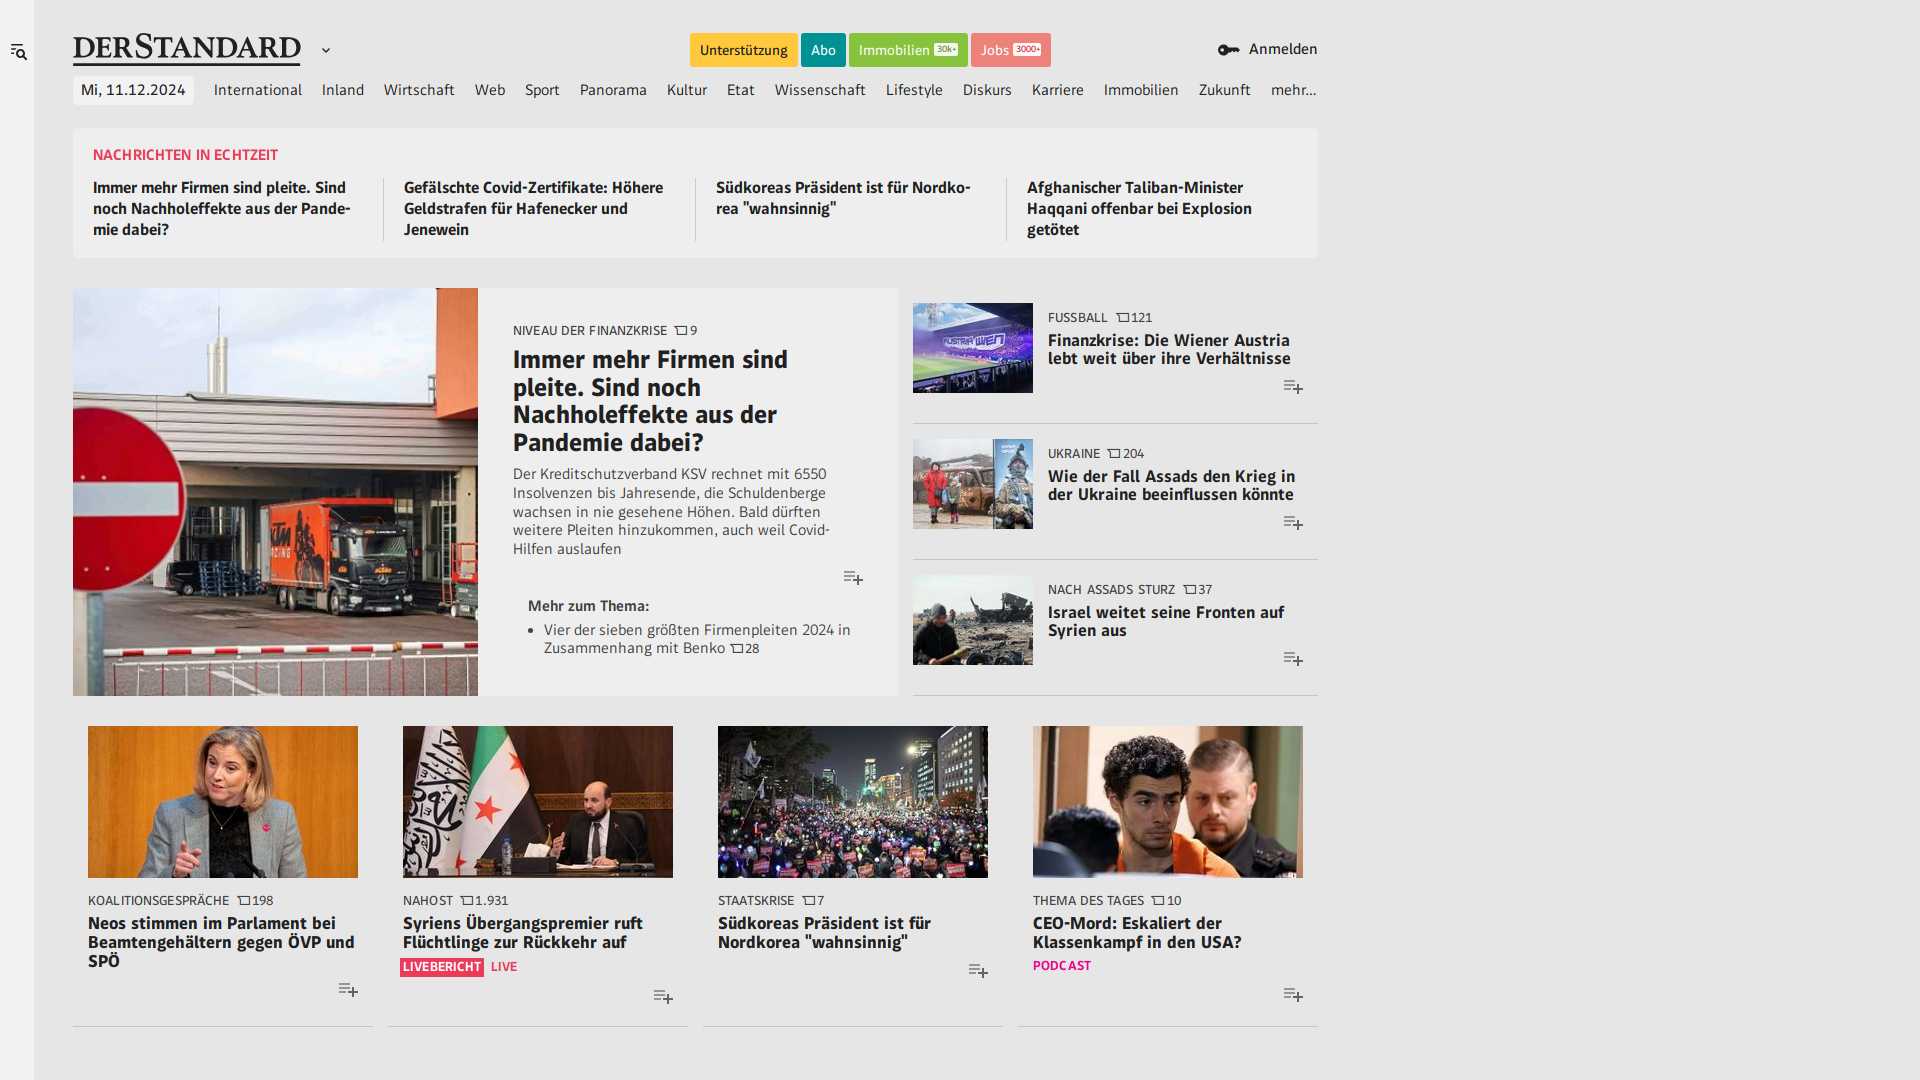 DERSTANDARD
Unterstützung
Abo
Immobilien 30k+
Jobs 3000+
Anmelden
Mi, 11.12.2024
International
Inland
Wirtschaft
Web
Sport
Panorama
Kultur
Etat
Wissenschaft
Lifestyle
Diskurs
Karriere
Immobilien
Zukunft
mehr...
NACHRICHTEN IN ECHTZEIT
Immer mehr Firmen sind pleite. Sind
noch Nachholeffekte aus der Pande-
mie dabei?
Gefälschte Covid-Zertifikate: Höhere
Geldstrafen für Hafenecker und
Jenewein
Südkoreas Präsident ist für Nordko-
rea "wahnsinnig"
Afghanischer Taliban-Minister
Haqqani offenbar bei Explosion
getötet
KTM
RACING
NIVEAU DER FINANZKRISE 9
Immer mehr Firmen sind
pleite. Sind noch
Nachholeffekte aus der
Pandemie dabei?
Der Kreditschutzverband KSV rechnet mit 6550
Insolvenzen bis Jahresende, die Schuldenberge
wachsen in nie gesehene Höhen. Bald dürften
weitere Pleiten hinzukommen, auch weil Covid-
Hilfen auslaufen
Mehr zum Thema:
• Vier der sieben größten Firmenpleiten 2024 in
Zusammenhang mit Benko 28
AUSTRIA WIEN
FUSSBALL 121
Finanzkrise: Die Wiener Austria
lebt weit über ihre Verhältnisse
UKRAINE 204
Wie der Fall Assads den Krieg in
der Ukraine beeinflussen könnte
NACH ASSADS STURZ 37
Israel weitet seine Fronten auf
Syrien aus
KOALITIONSGESPRÄCHE 198
Neos stimmen im Parlament bei
Beamtengehältern gegen ÖVP und
SPÖ
NAHOST 1.931
Syriens Übergangspremier ruft
Flüchtlinge zur Rückkehr auf
LIVEBERICHT LIVE
STAATSKRISE 7
Südkoreas Präsident ist für
Nordkorea "wahnsinnig"
THEMA DES TAGES 10
CEO-Mord: Eskaliert der
Klassenkampf in den USA?
PODCAST